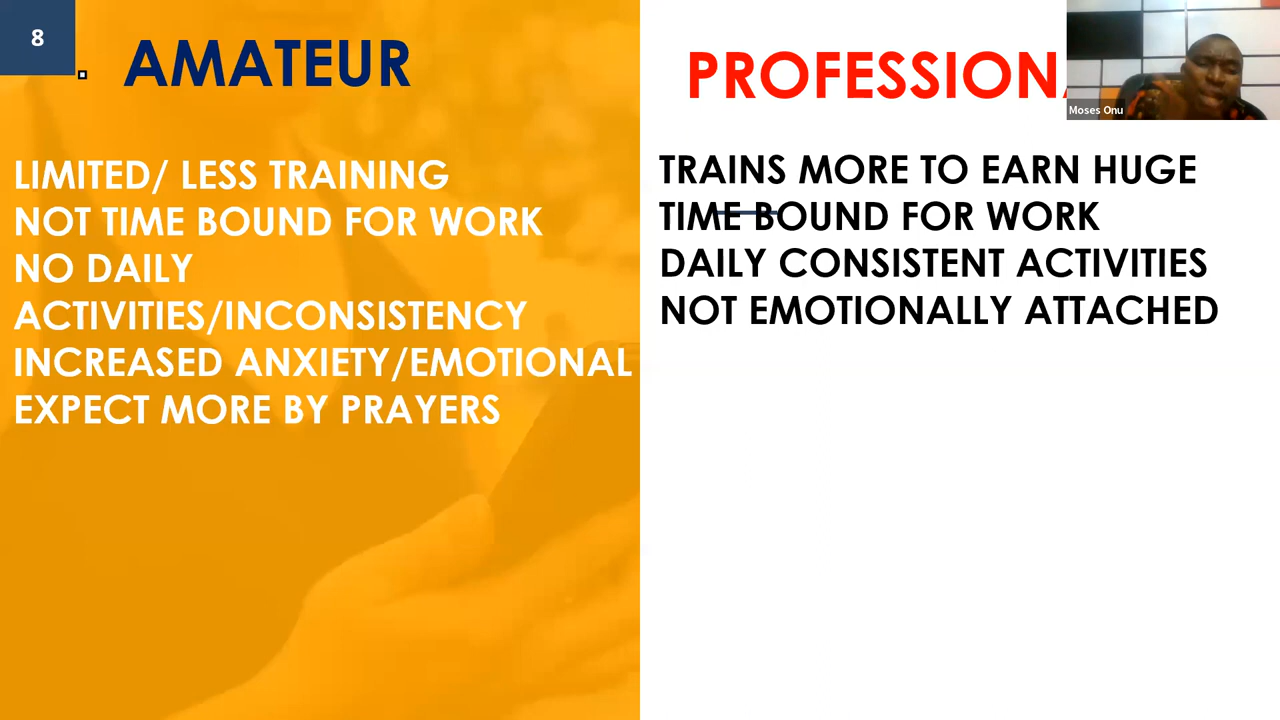 8
AMATEUR
LIMITED/ LESS TRAINING
NOT TIME BOUND FOR WORK
NO DAILY
ACTIVITIES/INCONSISTENCY
INCREASED ANXIETY/EMOTIONAL
EXPECT MORE BY PRAYERS
PROFESSION
TRAINS MORE TO EARN HUGE
TIME BOUND FOR WORK
DAILY CONSISTENT ACTIVITIES
NOT EMOTIONALLY ATTACHED
Moses Onu